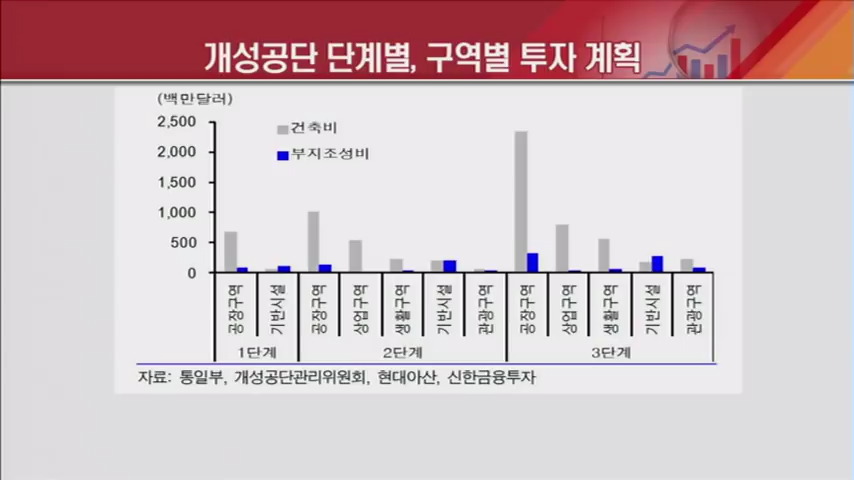 개성공단 단계별, 구역별 투자 계획
(백만달러)
2,500
2,000
1,500
1,000
500
0
건축비
부지조성비
공장구역
기반시설
공장구역
상업구역
생활구역
기반시설
관광구역
공장구역
상업구역
생활구역
기반시설
관광구역
1단계
2단계
3단계
자료: 통일부, 개성공단관리위원회, 현대아산, 신한금융투자